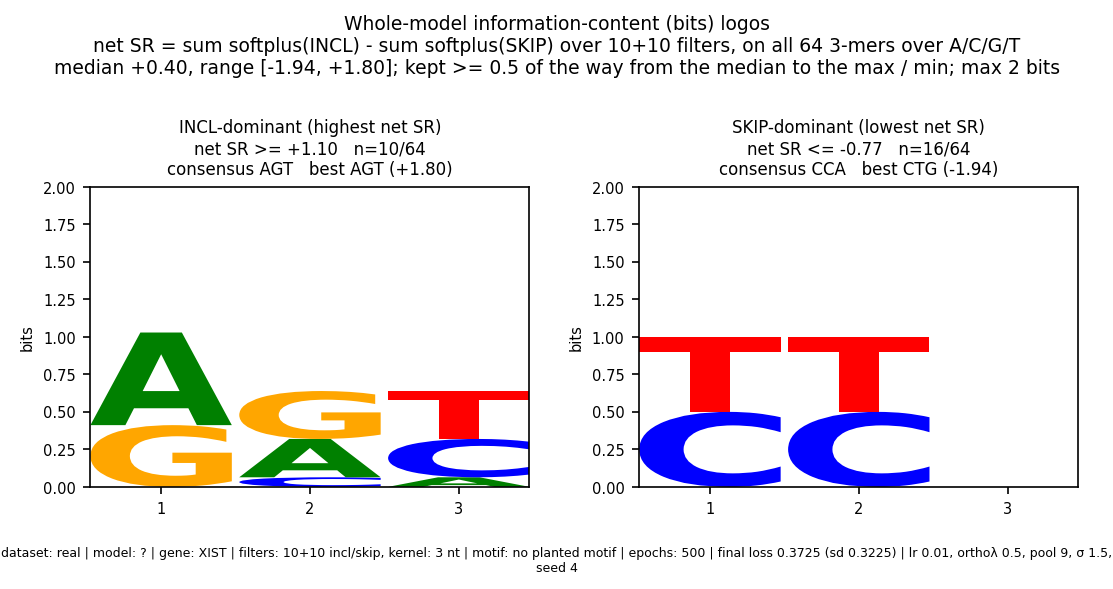 Whole-model information-content (bits) logos
net SR = sum softplus(INCL) - sum softplus(SKIP) over 10+10 filters, on all 64 3-mers over A/C/G/T
median +0.40, range [-1.94, +1.80]; kept >= 0.5 of the way from the median to the max / min; max 2 bits
INCL-dominant (highest net SR)
net SR >= +1.10   n=10/64
consensus AGT   best AGT (+1.80)
2.00
1.75
1.50
1.25
1.00
0.75
0.50
0.25
0.00
bits
A
G
G
A
C
T
C
A
1
2
3
SKIP-dominant (lowest net SR)
net SR <= -0.77   n=16/64
consensus CCA   best CTG (-1.94)
2.00
1.75
1.50
1.25
1.00
0.75
0.50
0.25
0.00
bits
T
C
T
C
1
2
3
dataset: real | model: ? | gene: XIST | filters: 10+10 incl/skip, kernel: 3 nt | motif: no planted motif | epochs: 500 | final loss 0.3725 (sd 0.3225) | lr 0.01, orthoλ 0.5, pool 9, σ 1.5,
seed 4